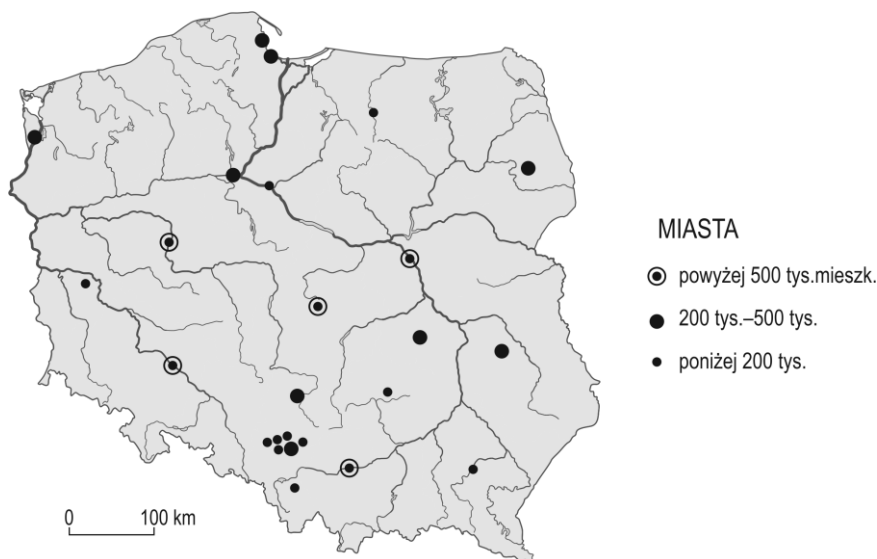 MIASTA
powyżej 500 tys.mieszk.
200 tys.–500 tys.
poniżej 200 tys.
0 100 km